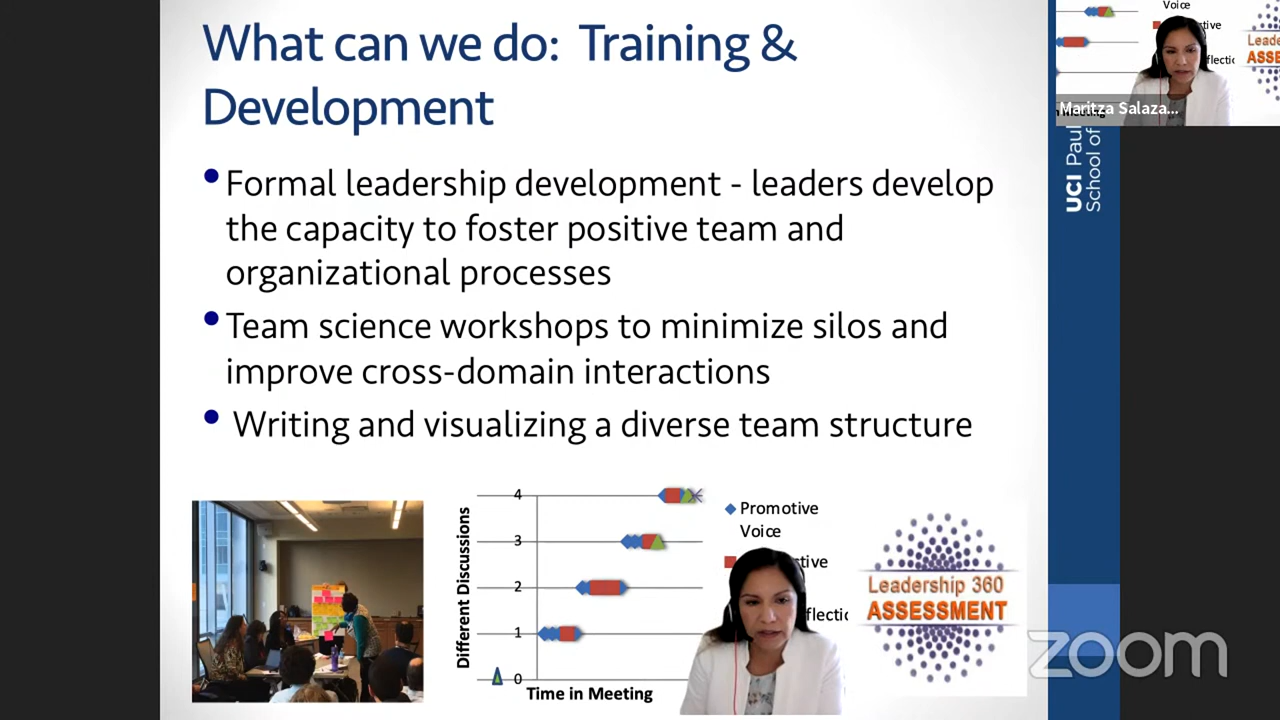 What can we do: Training &
Development
• Formal leadership development - leaders develop
the capacity to foster positive team and
organizational processes
• Team science workshops to minimize silos and
improve cross-domain interactions
• Writing and visualizing a diverse team structure
Different Discussions
4
3
2
1
0
Time in Meeting
Promotive
Voice
Leadership 360
ASSESSMENT
UCI Paul
School of
Voice
Maritza Salaza...
zoom